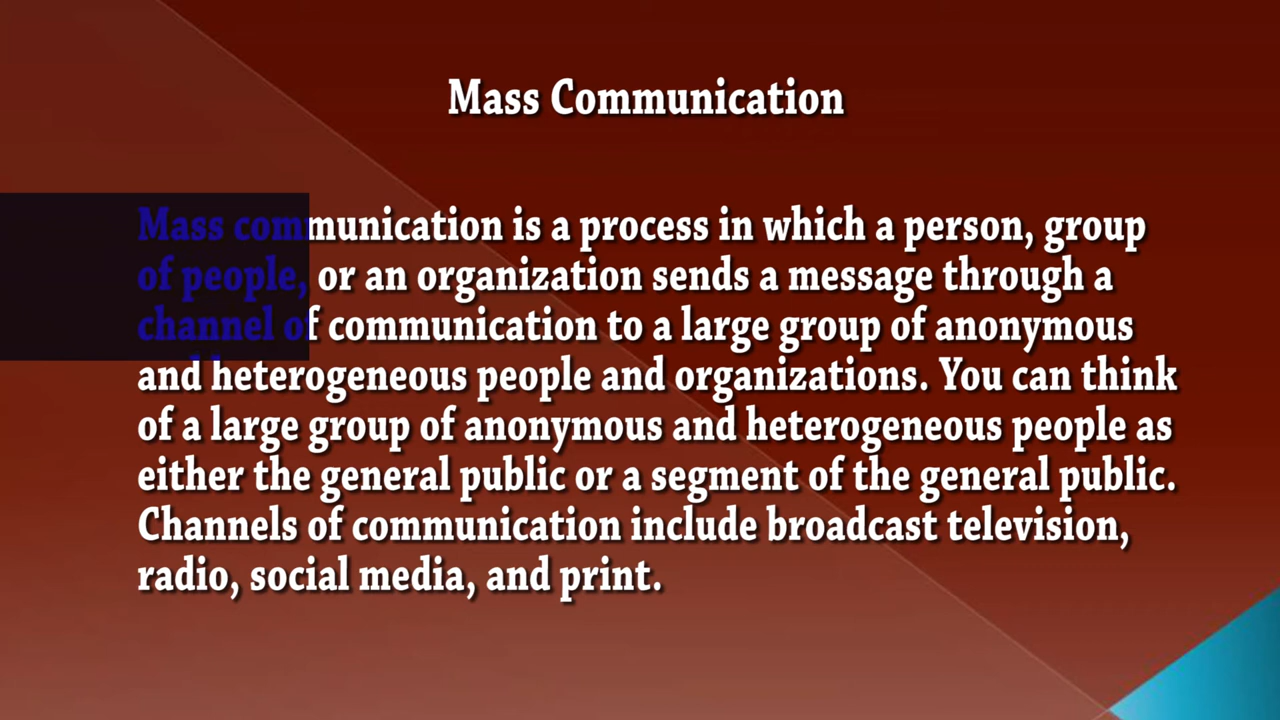 Mass Communication
Mass communication is a process in which a person, group
of people, or an organization sends a message through a
channel of communication to a large group of anonymous
and heterogeneous people and organizations. You can think
of a large group of anonymous and heterogeneous people as
either the general public or a segment of the general public.
Channels of communication include broadcast television,
radio, social media, and print.